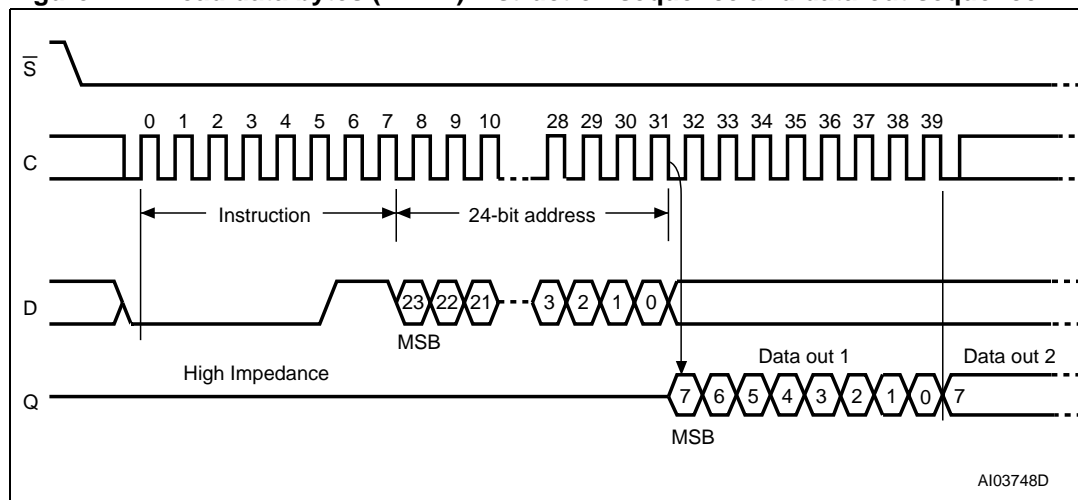 S
0 1 2 3 4 5 6 7 8 9 10 28 29 30 31 32 33 34 35 36 37 38 39
C
Instruction 24-bit address
D 23 22 21 3 2 1 0
MSB
Data out 1 Data out 2
High Impedance
Q 7 6 5 4 3 2 1 0 7
MSB
AI03748D